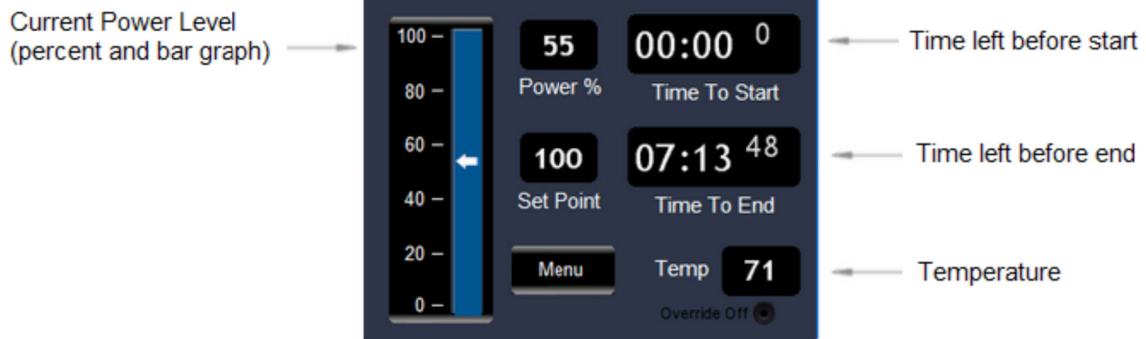 Current Power Level
(percent and bar graph)
100
80
60
40
20
0
55
Power %
100
Set Point
Menu
00:00 0
Time To Start
07:13 48
Time To End
Temp 71
Override Off
Time left before start
Time left before end
Temperature